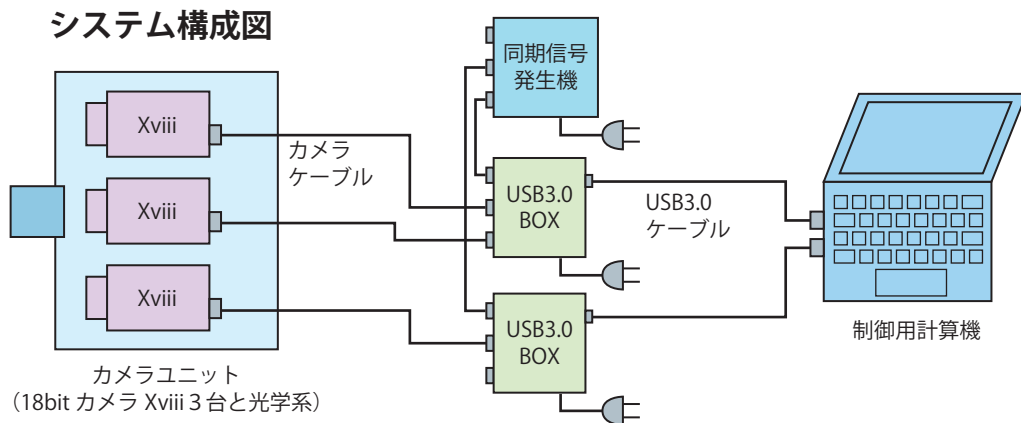 システム構成図
同期信号
発生機
Xviii
カメラ
ケーブル
Xviii
USB3.0
BOX
USB3.0
ケーブル
Xviii
USB3.0
BOX
制御用計算機
カメラユニット
（18bit カメラ Xviii 3 台と光学系）